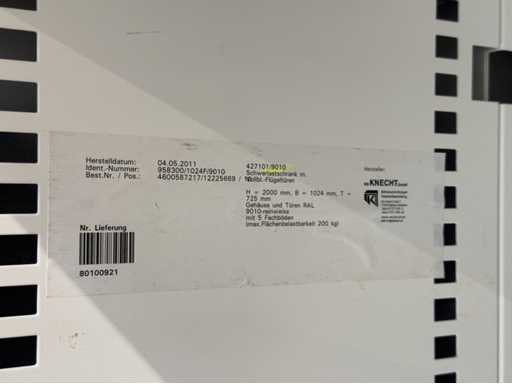 Herstelldatum: 04.05.2011
Ident.-Nummer: 958300/1024F/9010
Best.Nr. / Pos.: 4600587217/12225669 /
427101/9010
Schwerlastschrank m.
Vollbl.-Flügeltüren
H = 2000 mm, B = 1024 mm, T =
725 mm
Gehäuse und Türen RAL
9010-reinweiss
mit 5 Fachböden
(max.Flächenbelastbarkeit 200 kg)
Hersteller:
KNECHT
Nr. Lieferung
80100921